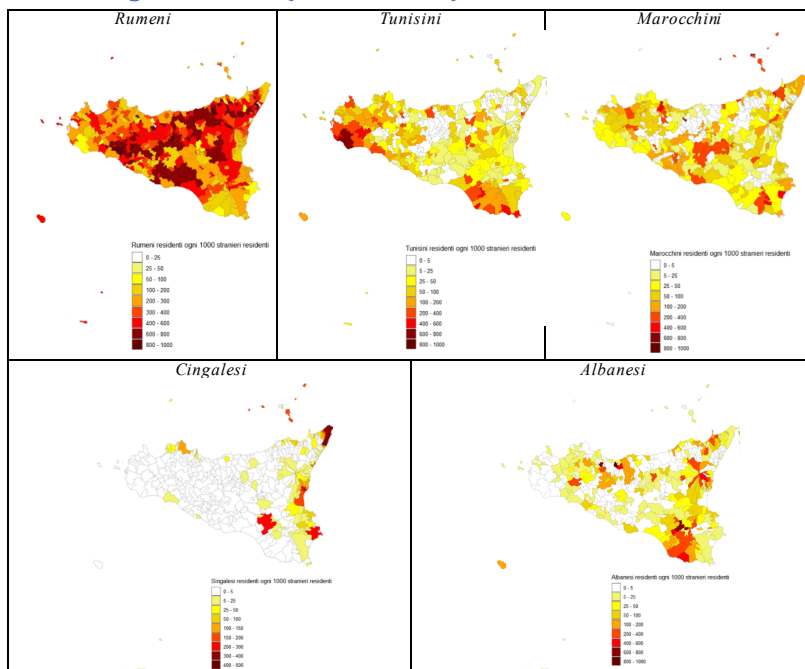 Rumeni
Tunisini
Marocchini
Rumeni residenti ogni 1000 stranieri residenti
0 - 25
25 - 50
50 - 100
100 - 200
200 - 300
300 - 400
400 - 600
600 - 800
800 - 1000
Tunisini residenti ogni 1000 stranieri residenti
0 - 5
5 - 25
25 - 50
50 - 100
100 - 200
200 - 400
400 - 600
600 - 800
800 - 1000
Marocchini residenti ogni 1000 stranieri residenti
0 - 5
5 - 25
25 - 50
50 - 100
100 - 200
200 - 400
400 - 600
600 - 800
800 - 1000
Cingalesi
Albanesi
Singalesi residenti ogni 1000 stranieri residenti
0 - 5
5 - 25
25 - 50
50 - 100
100 - 150
150 - 200
200 - 300
300 - 400
400 - 500
Albanesi residenti ogni 1000 stranieri residenti
0 - 5
5 - 25
25 - 50
50 - 100
100 - 200
200 - 400
400 - 600
600 - 800
800 - 1000